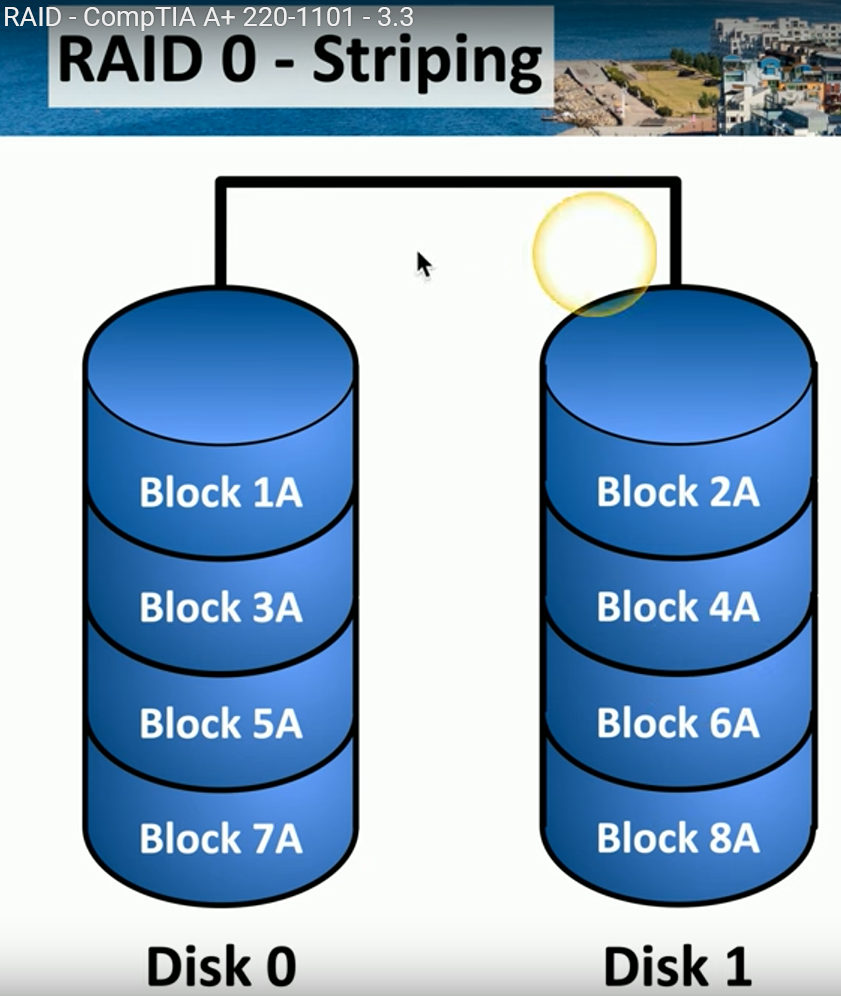 RAID - CompTIA A+ 220-1101 - 3.3
RAID 0 - Striping
Block 1A
Block 2A
Block 3A
Block 4A
Block 5A
Block 6A
Block 7A
Block 8A
Disk 0
Disk 1